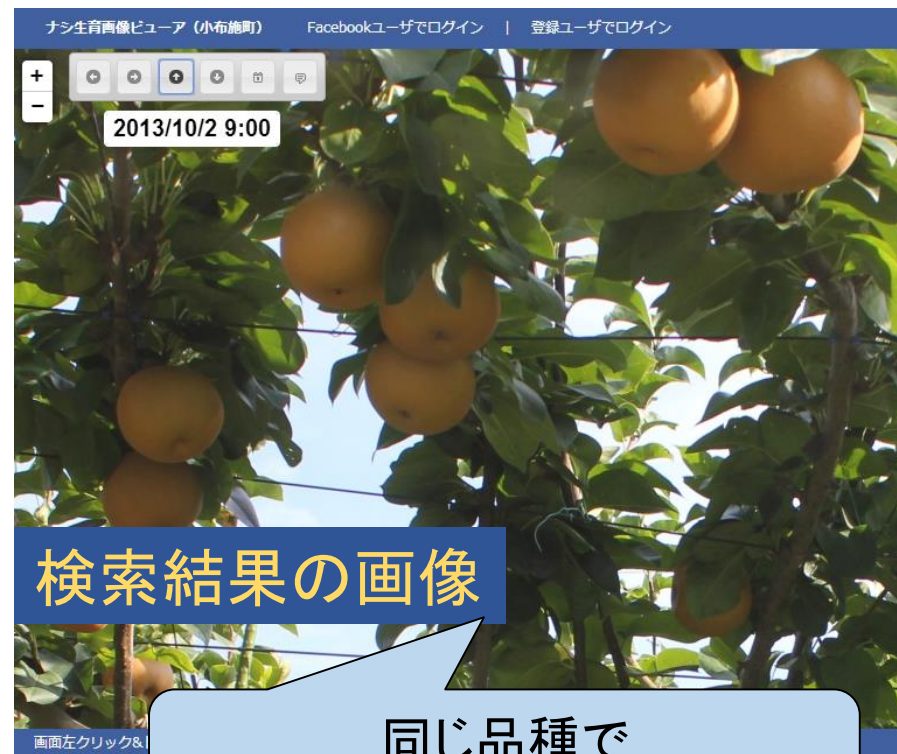 ナシ生育画像ビューア（小布施町） Facebookユーザでログイン | 登録ユーザでログイン
+
−
2013/10/2 9:00
検索結果の画像
同じ品種で
画面左クリック&